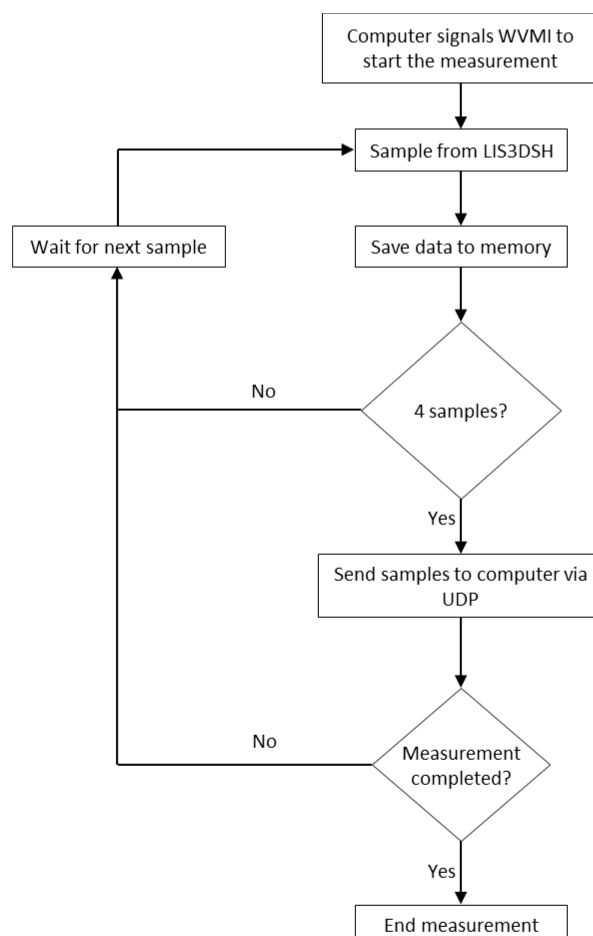 Computer signals WVMI to
start the measurement
Sample from LIS3DSH
Wait for next sample
Save data to memory
No
4 samples?
Yes
Send samples to computer via
UDP
No
Measurement
completed?
Yes
End measurement